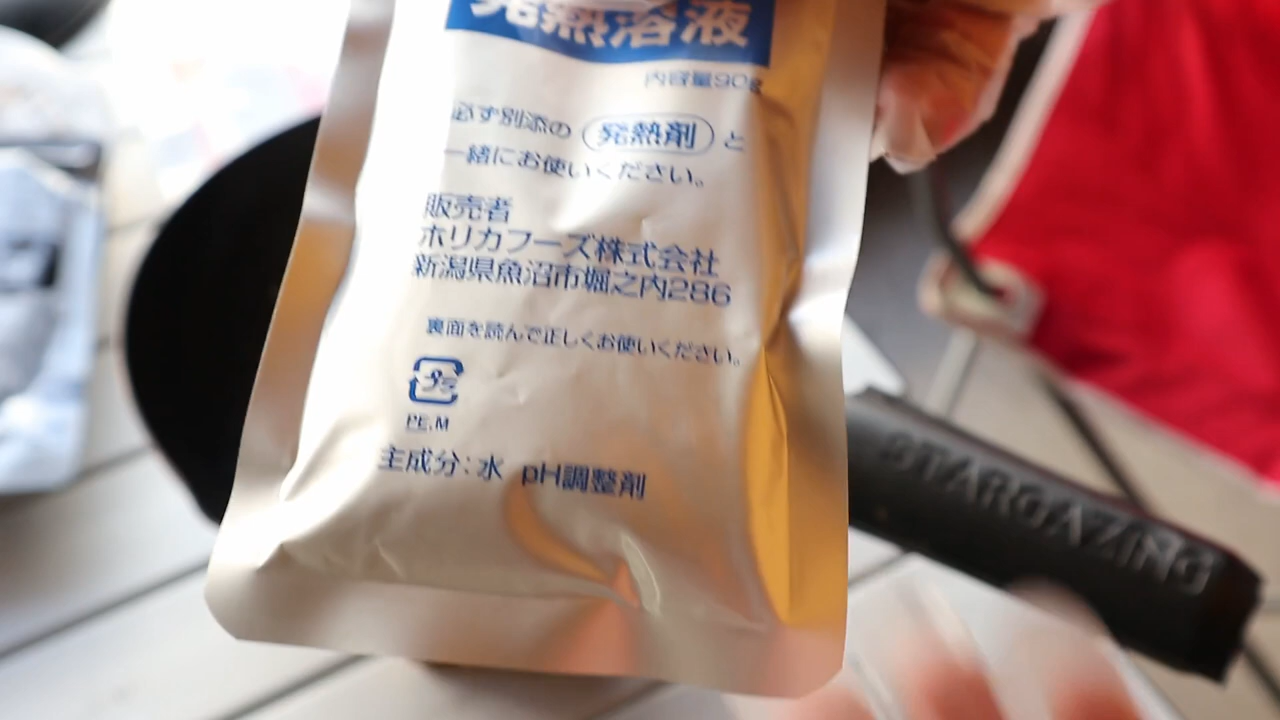 発熱溶液
内容量90g
必ず別添の 発熱剤 と
一緒にお使いください。
販売者
ホリカフーズ株式会社
新潟県魚沼市堀之内286
裏面を読んで正しくお使いください。
プラ
PE,M
主成分:水 pH調整剤
STARGAZING